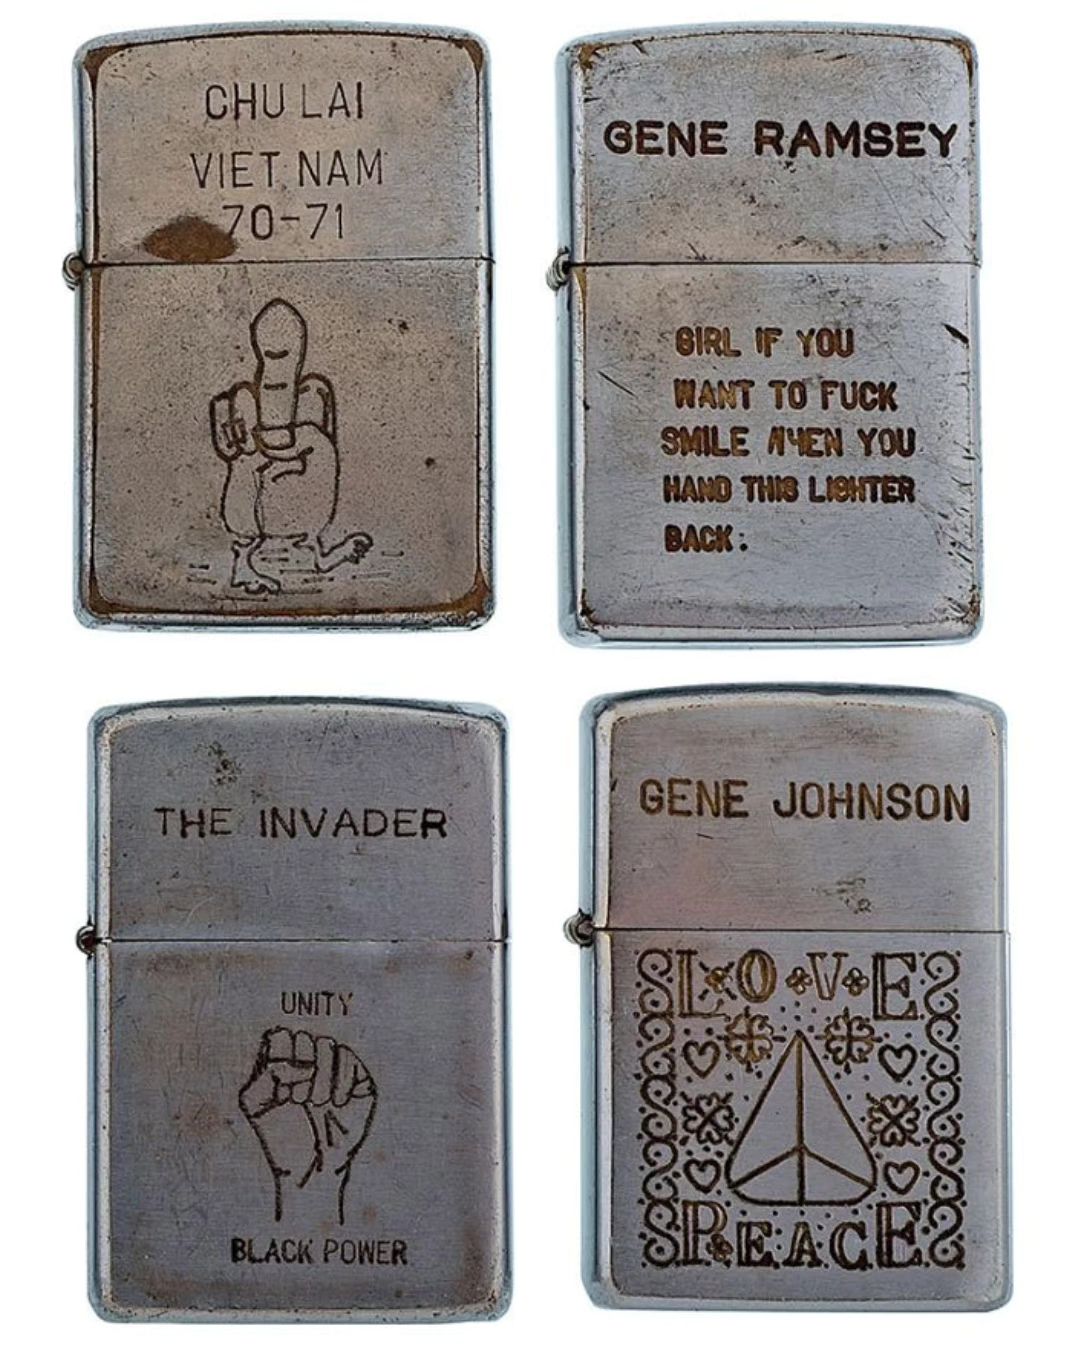 CHU LAI
VIET NAM
70-71
GENE RAMSEY
GIRL IF YOU
WANT TO FUCK
SMILE WHEN YOU
HAND THIS LIGHTER
BACK.
THE INVADER
UNITY
BLACK POWER
GENE JOHNSON
LOVE
PEACE